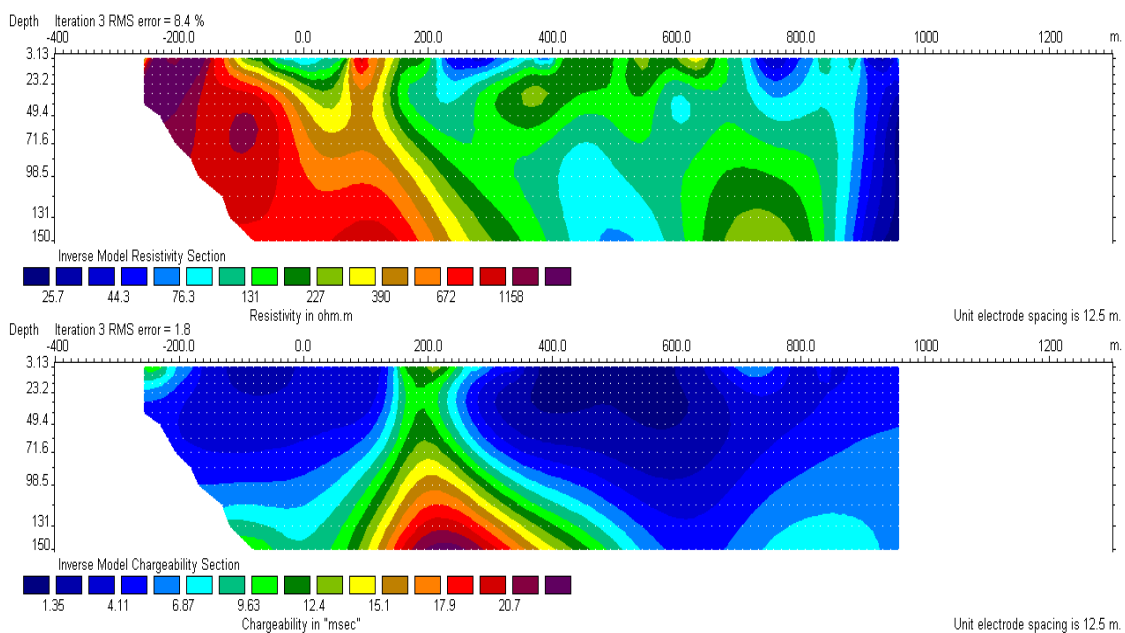 Depth Iteration 3 RMS error = 8.4 %
-400 -200.0 0.0 200.0 400.0 600.0 800.0 1000 1200 m.
3.13
23.2
49.4
71.6
98.5
131
150.
Inverse Model Resistivity Section
25.7 44.3 76.3 131 227 390 672 1158
Resistivity in ohm.m
Unit electrode spacing is 12.5 m.
Depth Iteration 3 RMS error = 1.8
-400 -200.0 0.0 200.0 400.0 600.0 800.0 1000 1200 m.
3.13
23.2
49.4
71.6
98.5
131
150.
Inverse Model Chargeability Section
1.35 4.11 6.87 9.63 12.4 15.1 17.9 20.7
Chargeability in "msec"
Unit electrode spacing is 12.5 m.